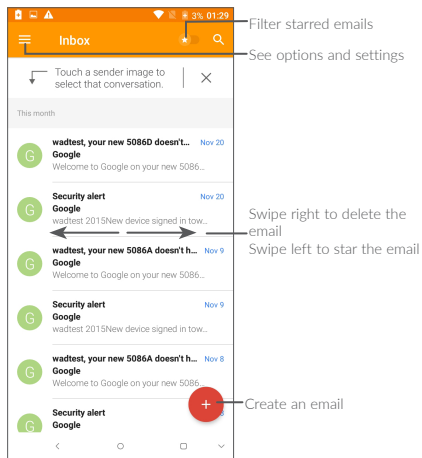 3% 01:29
Inbox
Filter starred emails
See options and settings
Touch a sender image to
select that conversation.
This month
G
wadtest, your new 5086D doesn't... Nov 20
Google
Welcome to Google on your new 5086...
G
Security alert Nov 20
Google
wadtest 2015New device signed in tow...
Swipe right to delete the
email
Swipe left to star the email
G
wadtest, your new 5086A doesn't h... Nov 9
Google
Welcome to Google on your new 5086...
G
Security alert Nov 9
Google
wadtest 2015New device signed in tow...
G
wadtest, your new 5086A doesn't h... Nov 8
Google
Welcome to Google on your new 5086...
Create an email
G
Security alert
Google